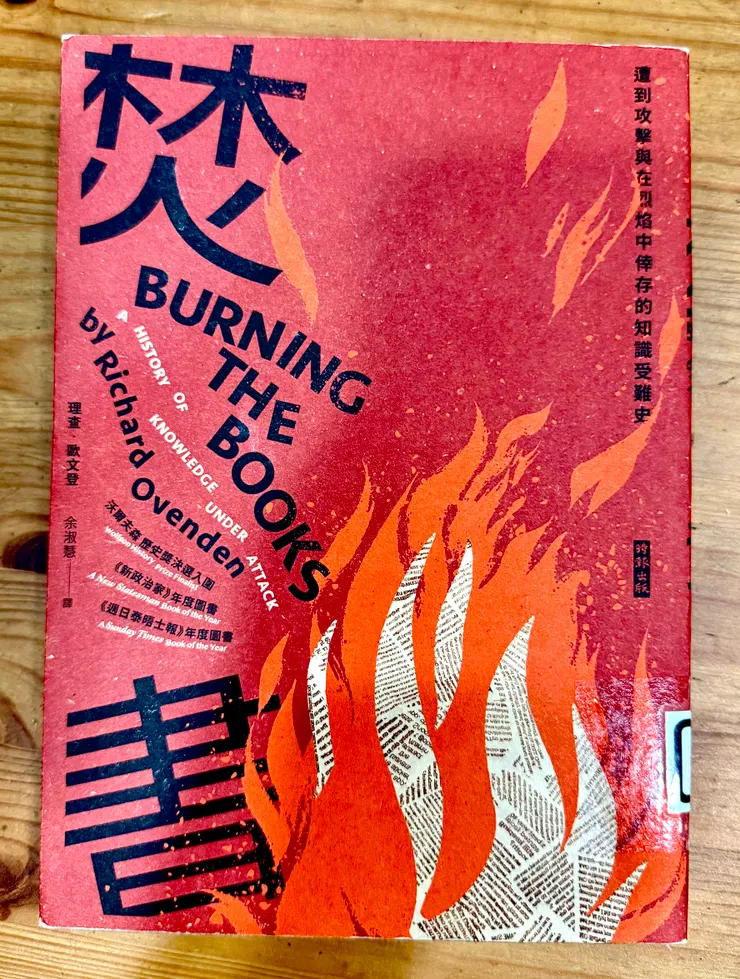 焚
BURNING
THE
BOOKS
A HISTORY OF KNOWLEDGE UNDER ATTACK
by Richard Ovenden
理查．歐文登
余淑慧 譯
沃爾夫森歷史獎決選入圍
Wolfson History Prize Finalist
《新政治家》年度圖書
A New Statesman Book of the Year
《週日泰晤士報》年度圖書
A Sunday Times Book of the Year
書
遭到攻擊與在烈焰中倖存的知識受難史
時報出版